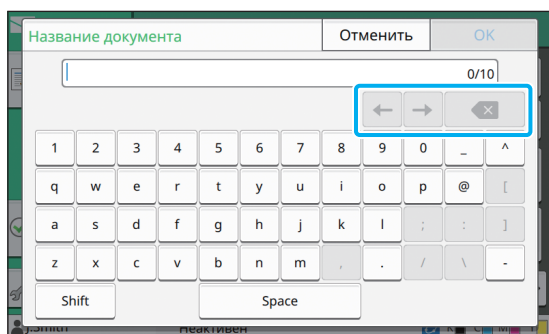 Название документа Отменить OK
0/10
← →
1 2 3 4 5 6 7 8 9 0 _ ^
q w e r t y u i o p @ [
a s d f g h j k l ; : ]
z x c v b n m , . / \ -
Shift Space
J.Smith Неактивен K C M Y